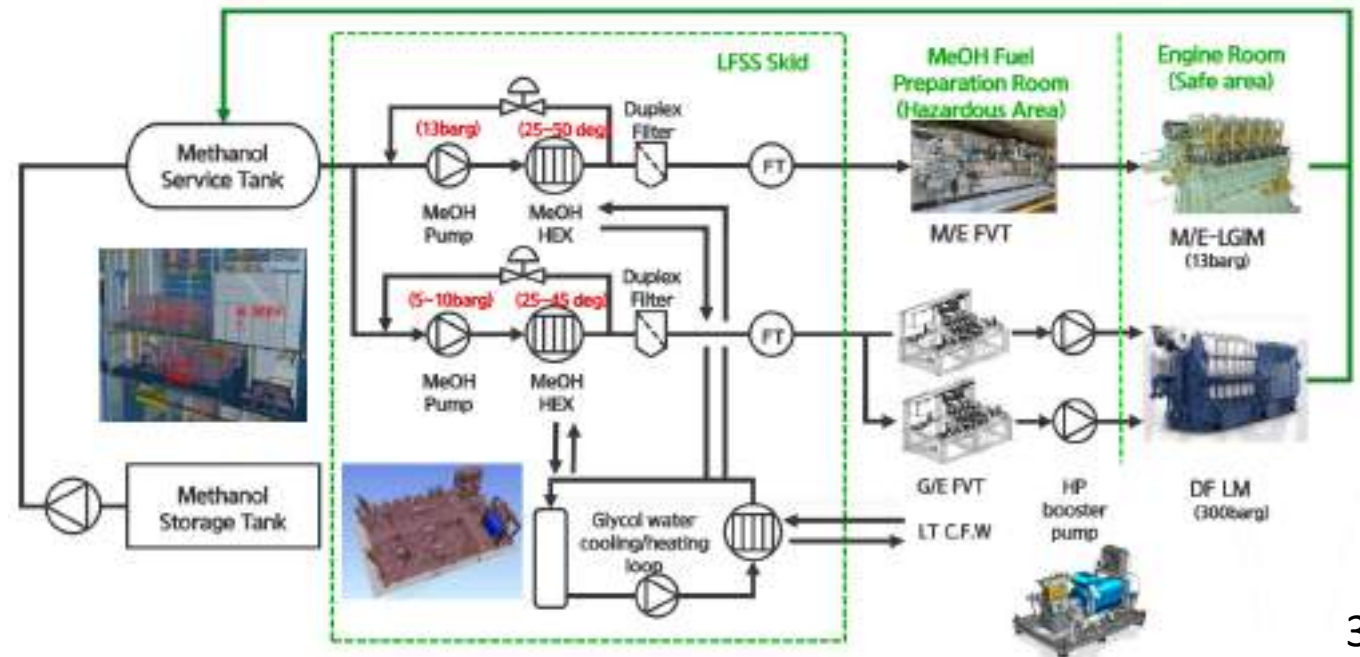 LFSS Skid
MeOH Fuel
Preparation Room
(Hazardous Area)
Engine Room
(Safe area)
Methanol
Service Tank
(13barg)
(25~50 deg)
Duplex
Filter
FT
MeOH
Pump
MeOH
HEX
M/E FVT
M/E-LGIM
(13barg)
(5~10barg)
(25~45 deg)
Duplex
Filter
FT
MeOH
Pump
MeOH
HEX
Methanol
Storage Tank
Glycol water
cooling/heating
loop
G/E FVT
LT C.F.W
HP
booster
pump
DF LM
(300barg)
3